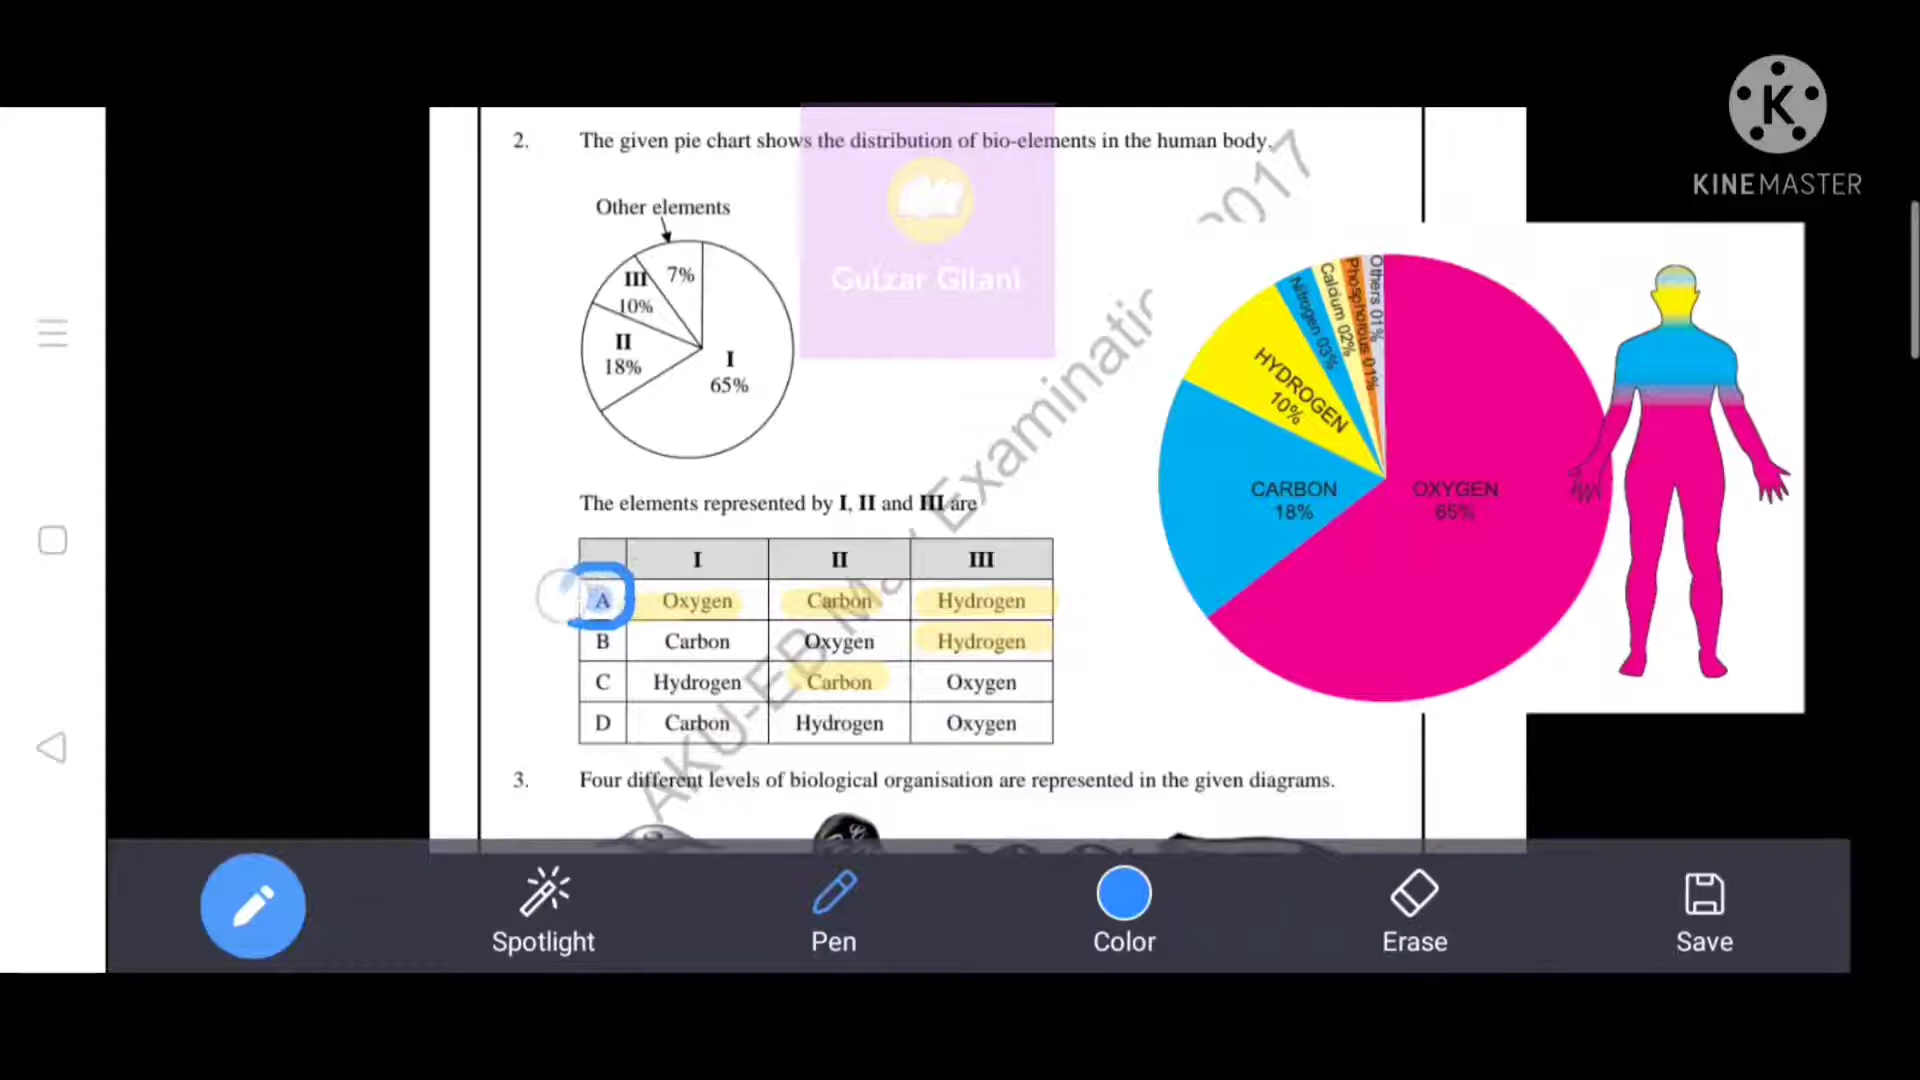 K
KINEMASTER
2. The given pie chart shows the distribution of bio-elements in the human body.
2017
Other elements
III
7%
10%
II
18%
I
65%
Gulzar Gilani
Others 01%
Phosphorous 01%
Calcium 02%
Nitrogen 03%
HYDROGEN
10%
CARBON
18%
OXYGEN
65%
The elements represented by I, II and III are
I II III
A Oxygen Carbon Hydrogen
B Carbon Oxygen Hydrogen
C Hydrogen Carbon Oxygen
D Carbon Hydrogen Oxygen
AKU-EB May Examination
3. Four different levels of biological organisation are represented in the given diagrams.
Spotlight
Pen
Color
Erase
Save